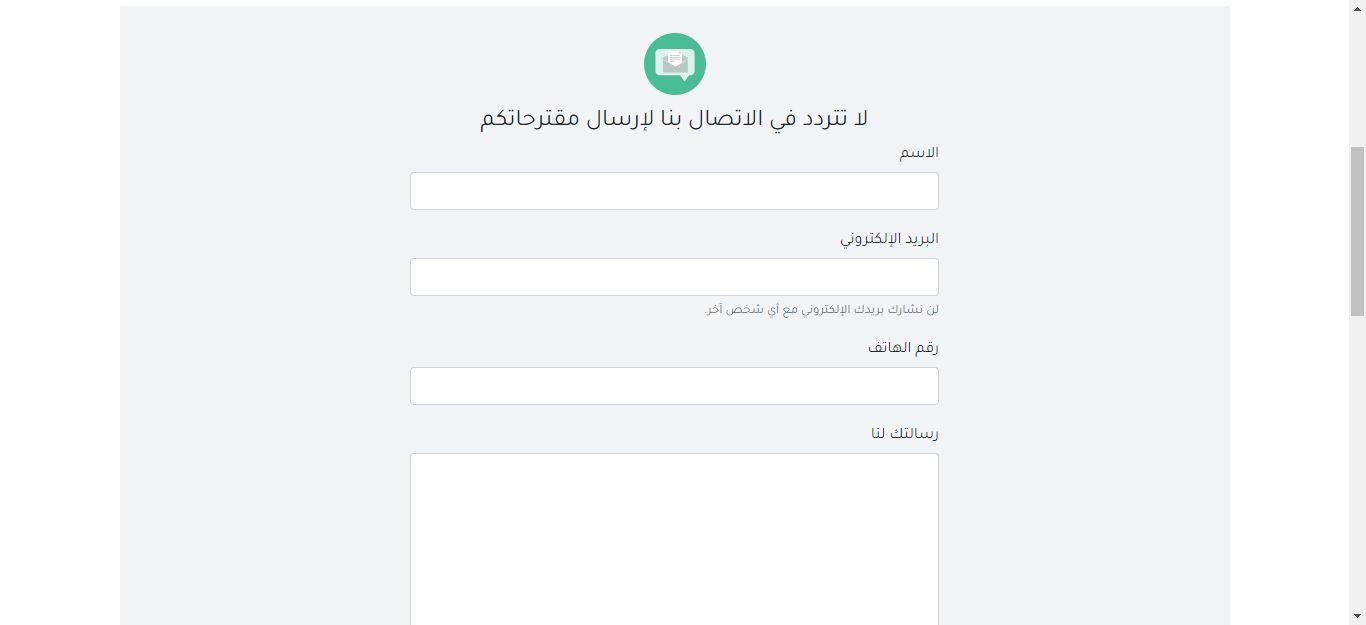 لا تتردد في الاتصال بنا لإرسال مقترحاتكم
الاسم
البريد الإلكتروني
لن نشارك بريدك الإلكتروني مع أي شخص آخر.
رقم الهاتف
رسالتك لنا